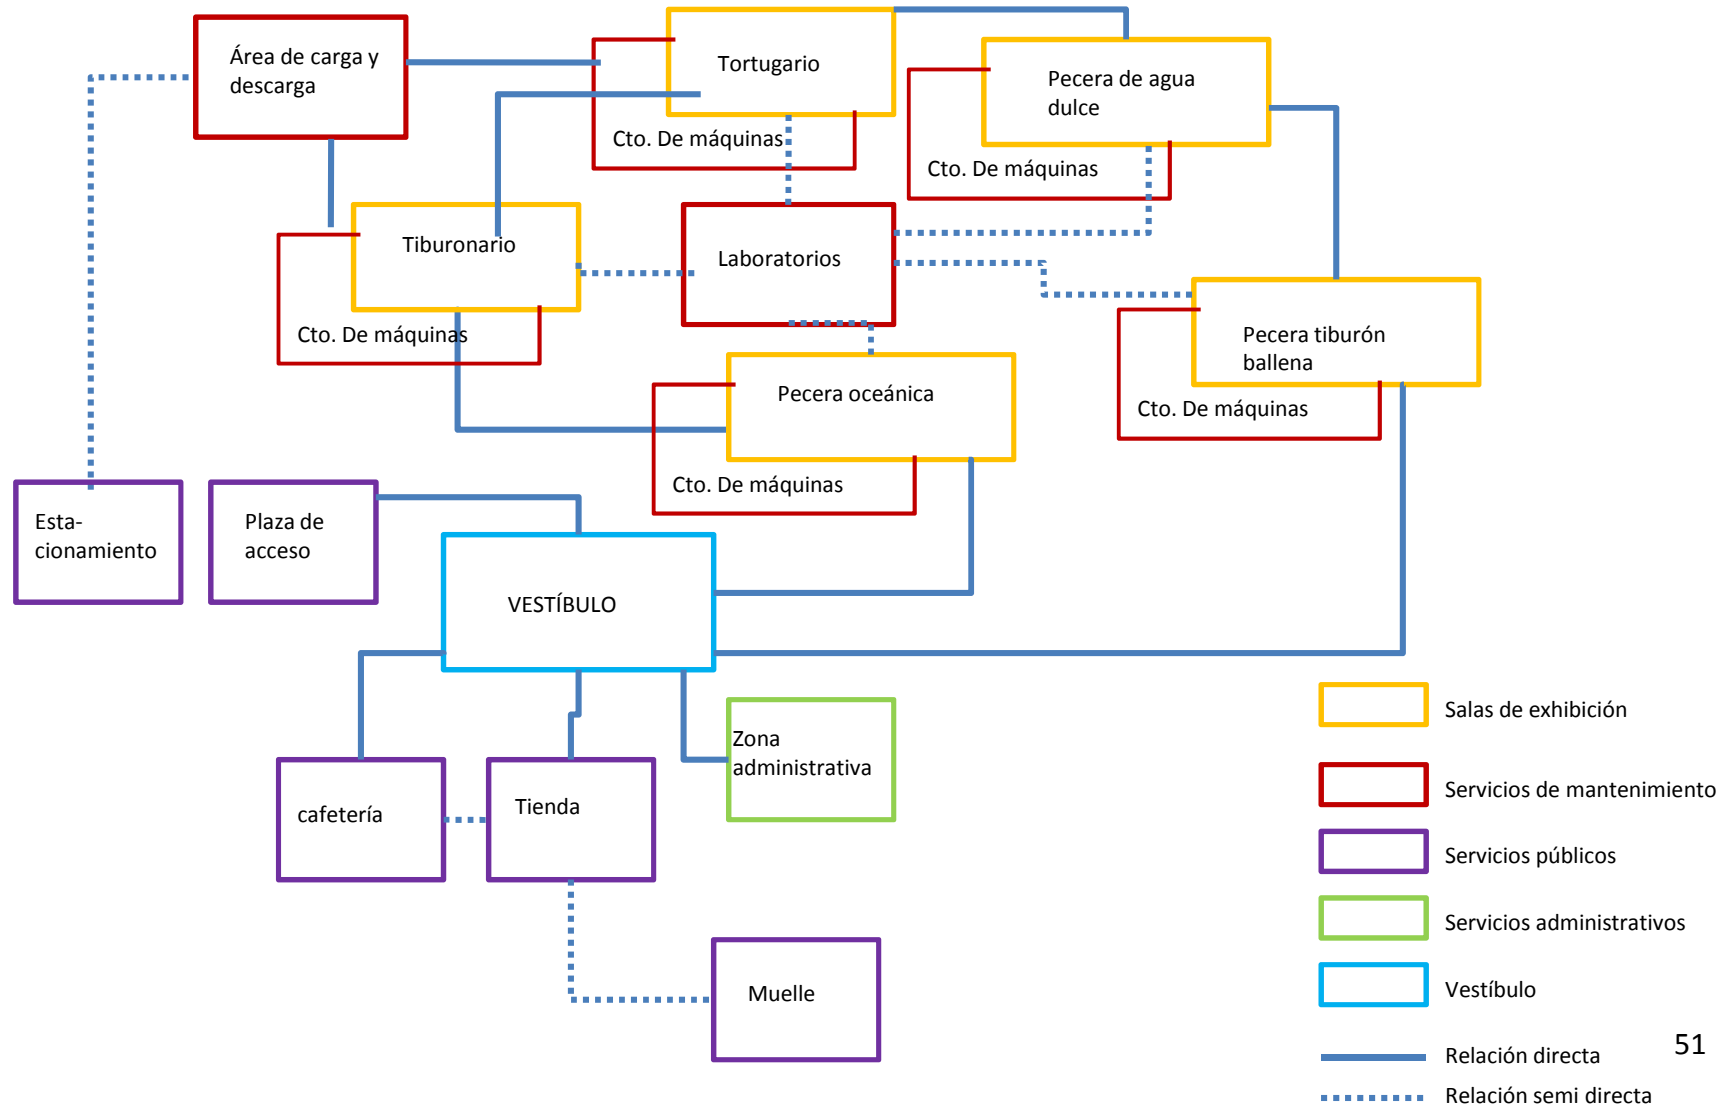 Área de carga y
descarga
Tortugario
Pecera de agua
dulce
Cto. De máquinas
Cto. De máquinas
Tiburonario
Laboratorios
Cto. De máquinas
Pecera tiburón
ballena
Pecera oceánica
Cto. De máquinas
Cto. De máquinas
Esta-
cionamiento
Plaza de
acceso
VESTÍBULO
Zona
administrativa
cafetería
Tienda
Muelle
Salas de exhibición
Servicios de mantenimiento
Servicios públicos
Servicios administrativos
Vestíbulo
Relación directa
Relación semi directa
51